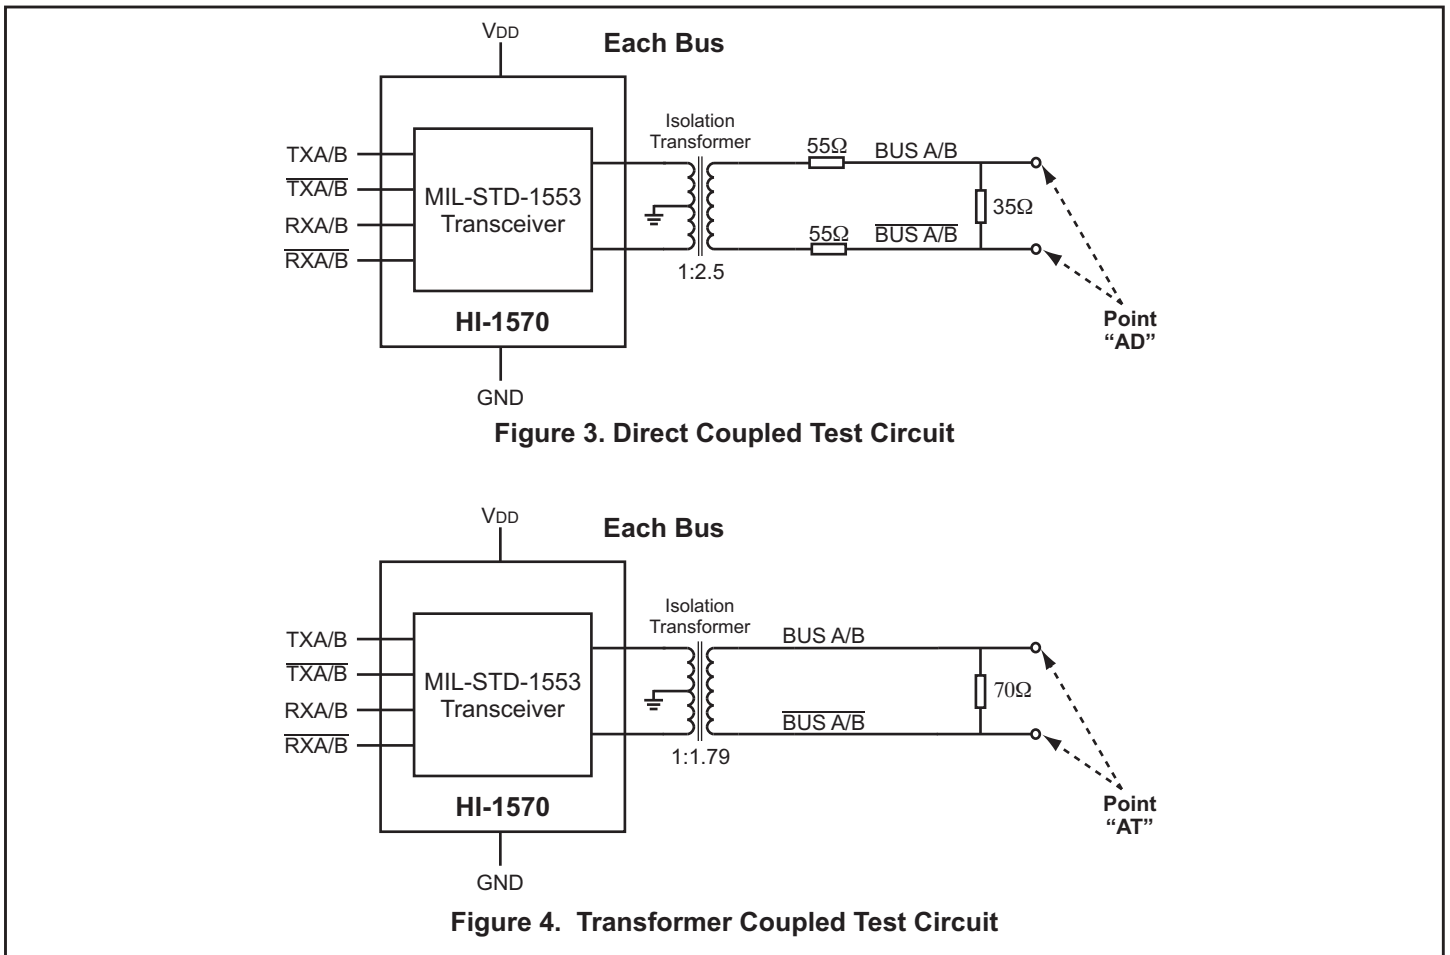 VDD
Each Bus
Isolation
Transformer
TXA/B
TXA/B
RXA/B
RXA/B
MIL-STD-1553
Transceiver
55Ω
BUS A/B
35Ω
55Ω
BUS A/B
1:2.5
HI-1570
Point
“AD”
GND
Figure 3. Direct Coupled Test Circuit
VDD
Each Bus
Isolation
Transformer
TXA/B
TXA/B
RXA/B
RXA/B
MIL-STD-1553
Transceiver
BUS A/B
70Ω
BUS A/B
1:1.79
HI-1570
Point
“AT”
GND
Figure 4. Transformer Coupled Test Circuit